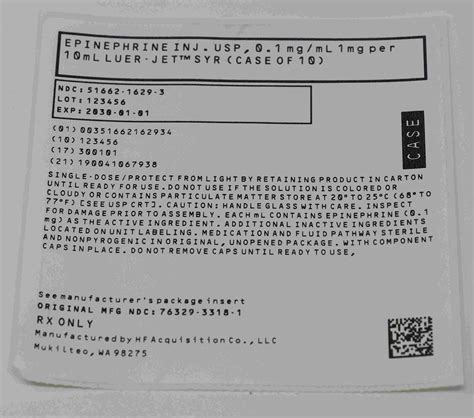 EPINEPHRINE INJ. USP, 0.1 mg/mL 1mg per
10mL LUER-JET™ SYR (CASE OF 10)
NDC: 51662-1629-3
LOT: 123456
EXP: 2030-01-01
(01) 00351662162934
(10) 123456
(17) 300101
(21) 190041067938
CASE
SINGLE-DOSE/PROTECT FROM LIGHT BY RETAINING PRODUCT IN CARTON
UNTIL READY FOR USE. DO NOT USE IF THE SOLUTION IS COLORED OR
CLOUDY OR CONTAINS PARTICULATE MATTER STORE AT 20° TO 25°C (68° TO
77°F) [SEE USP CRT]. CAUTION: HANDLE GLASS WITH CARE. INSPECT
FOR DAMAGE PRIOR TO ASSEMBLY. EACH mL CONTAINS EPINEPHRINE (0.1
mg) AS THE ACTIVE INGREDIENT. ADDITIONAL INACTIVE INGREDIENTS
LOCATED ON UNIT LABELING. MEDICATION AND FLUID PATHWAY STERILE
AND NONPYROGENIC IN ORIGINAL, UNOPENED PACKAGE. WITH COMPONENT
CAPS IN PLACE. DO NOT REMOVE CAPS UNTIL READY TO USE,
See manufacturer's package insert
ORIGINAL MFG NDC: 76329-3318-1
RX ONLY
Manufactured by HF Acquisition Co., LLC
Mukilteo, WA 98275